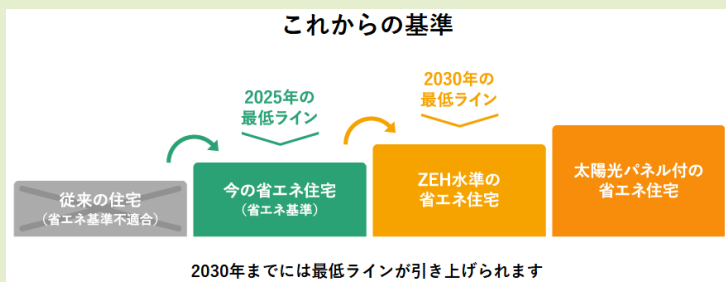 これからの基準
2025年の
最低ライン
2030年の
最低ライン
従来の住宅
（省エネ基準不適合）
今の省エネ住宅
（省エネ基準）
ZEH水準の
省エネ住宅
太陽光パネル付の
省エネ住宅
2030年までには最低ラインが引き上げられます